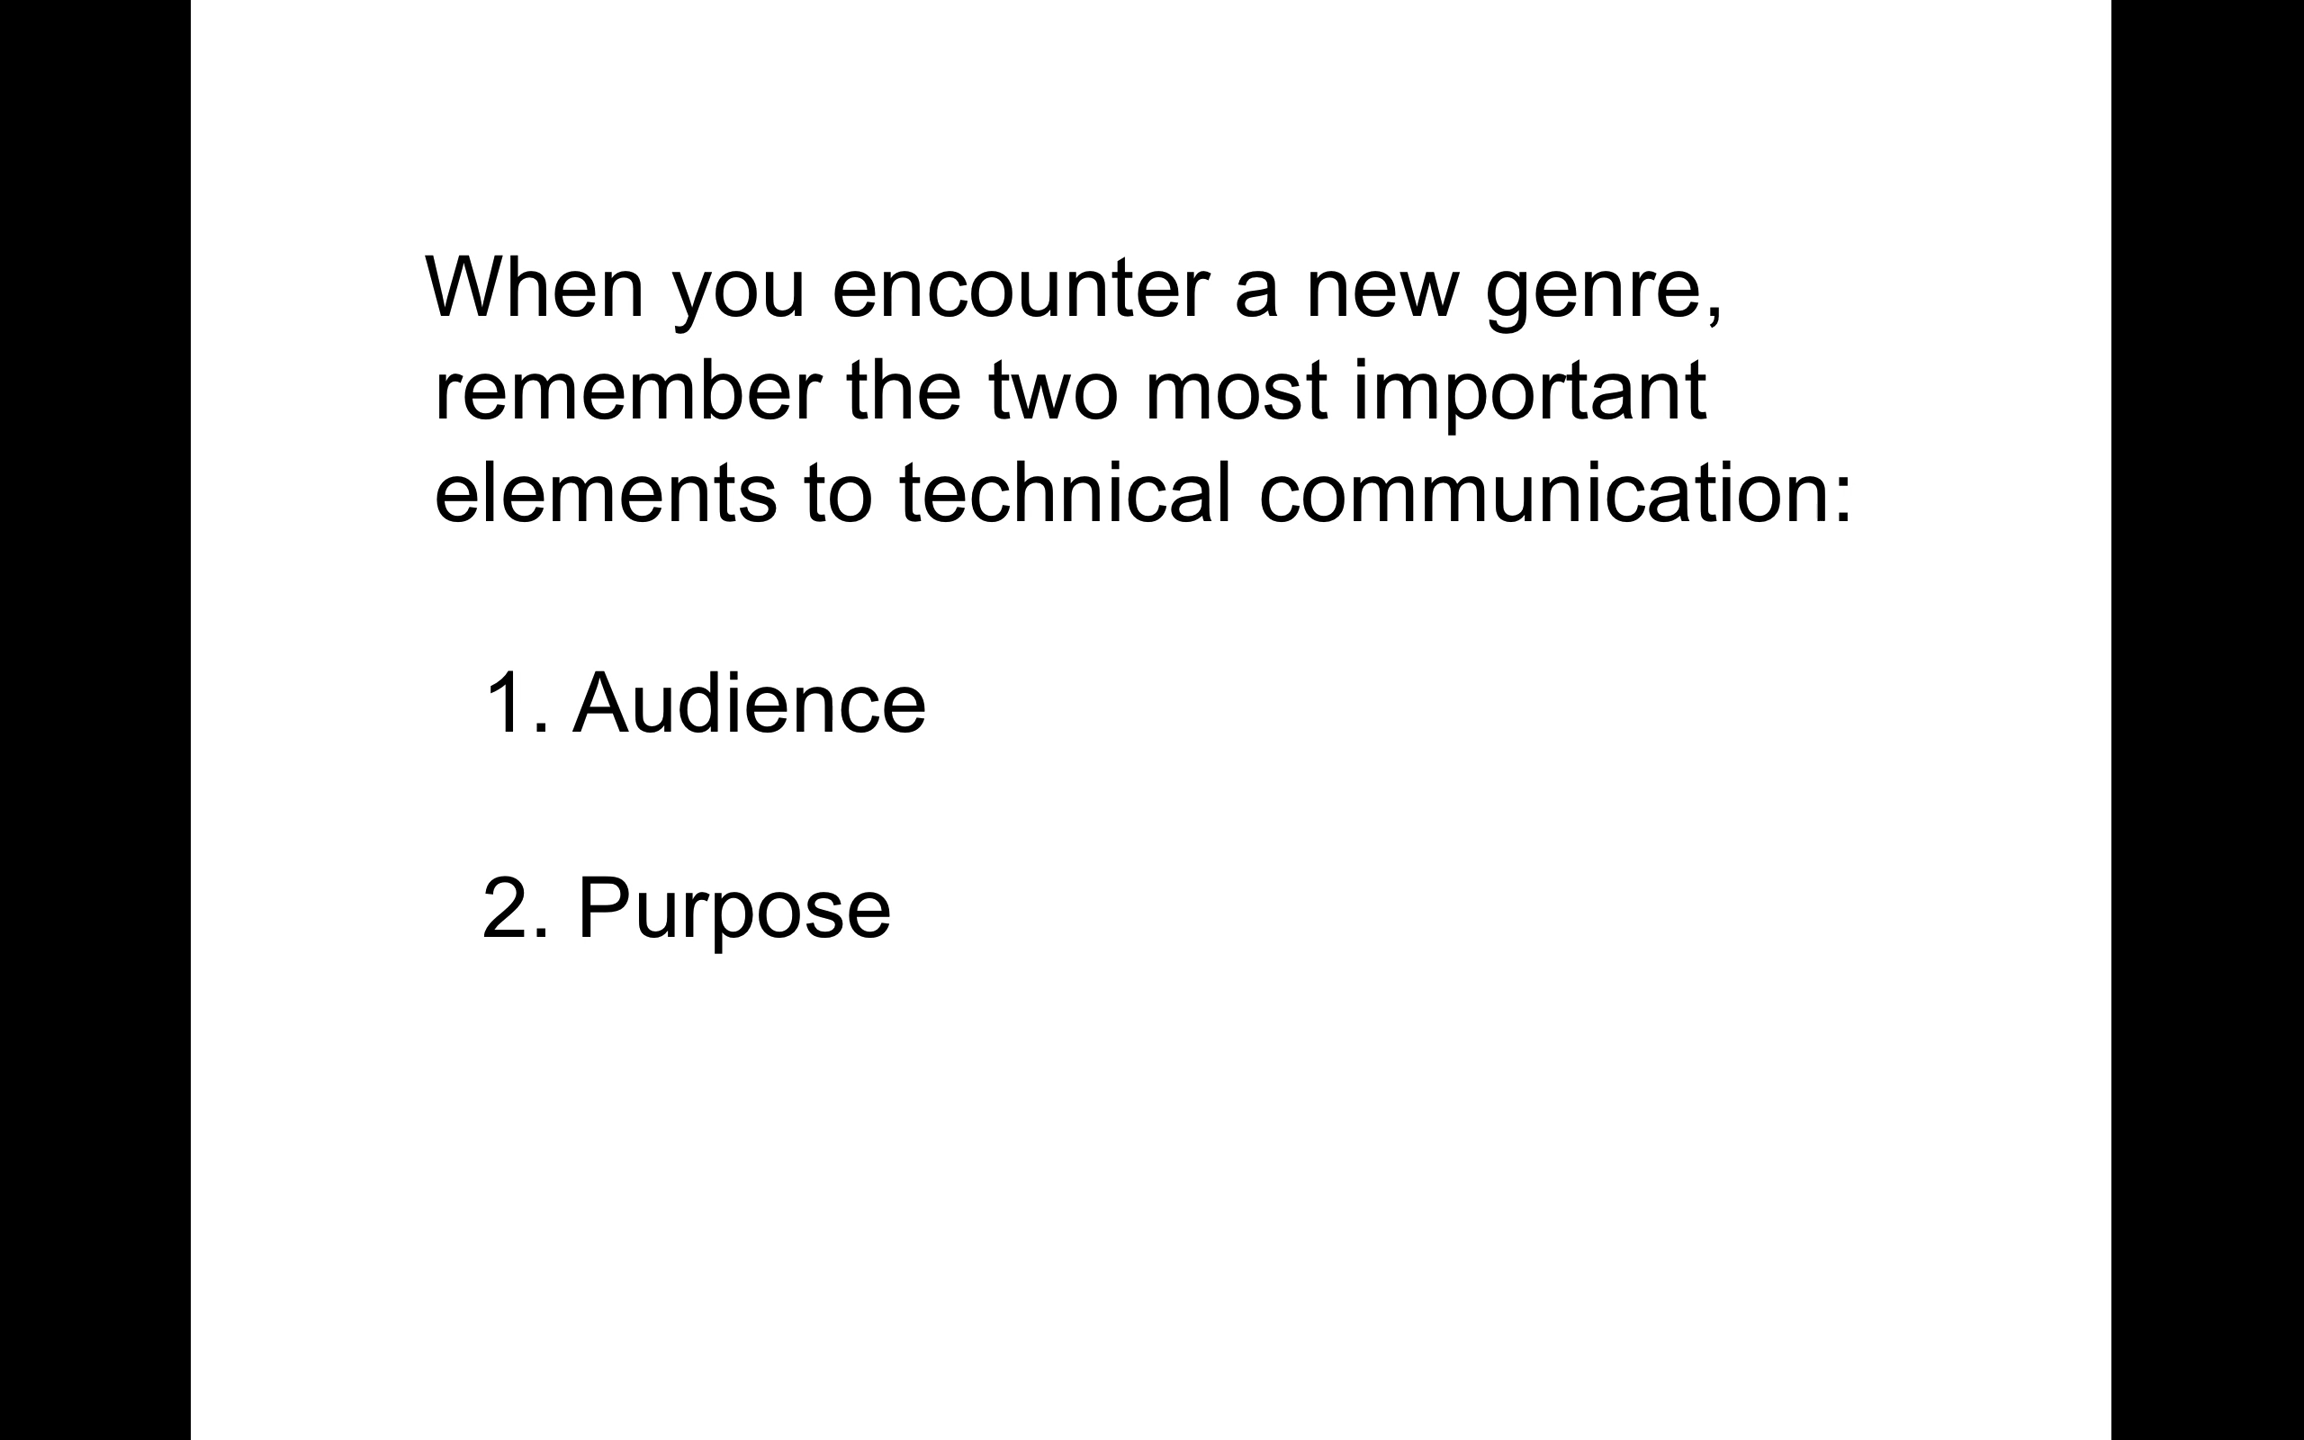 When you encounter a new genre,
remember the two most important
elements to technical communication:
1. Audience
2. Purpose